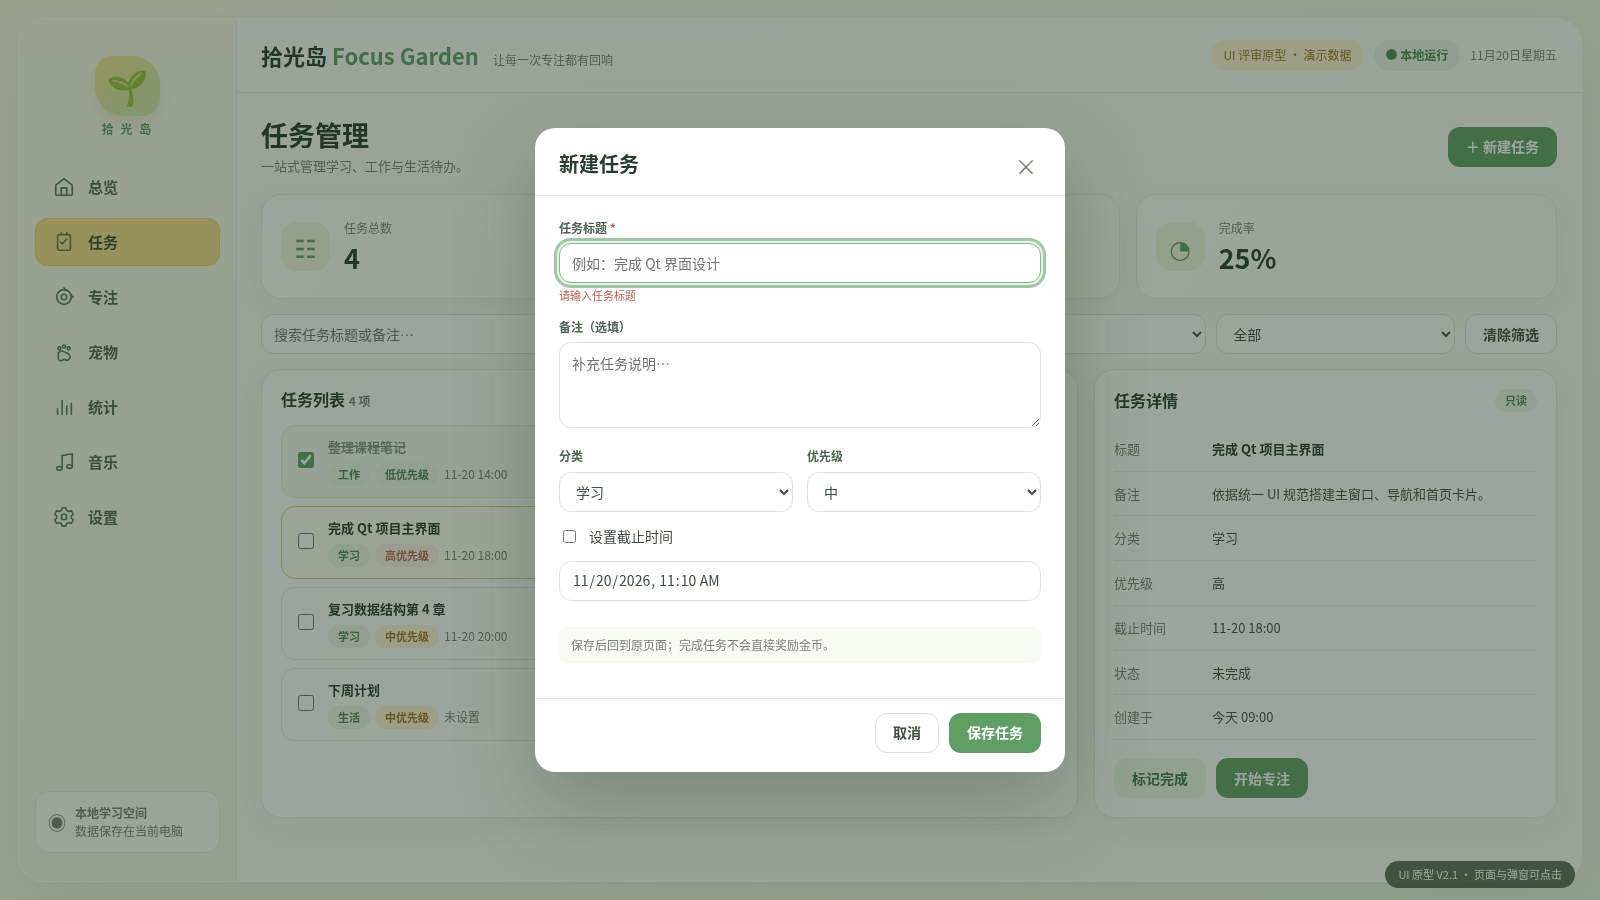 拾光岛
总览
任务
专注
宠物
统计
音乐
设置
本地学习空间
数据保存在当前电脑
拾光岛 Focus Garden 让每一次专注都有回响
UI 评审原型 · 演示数据
本地运行
11月20日星期五
任务管理
一站式管理学习、工作与生活待办。
＋ 新建任务
任务总数
4
完成率
25%
搜索任务标题或备注…
全部
清除筛选
任务列表 4 项
整理课程笔记
工作 低优先级 11-20 14:00
完成 Qt 项目主界面
学习 高优先级 11-20 18:00
复习数据结构第 4 章
学习 中优先级 11-20 20:00
下周计划
生活 中优先级 未设置
任务详情
只读
标题 完成 Qt 项目主界面
备注 依据统一 UI 规范搭建主窗口、导航和首页卡片。
分类 学习
优先级 高
截止时间 11-20 18:00
状态 未完成
创建于 今天 09:00
标记完成
开始专注
新建任务
任务标题 *
例如：完成 Qt 界面设计
请输入任务标题
备注（选填）
补充任务说明…
分类
优先级
学习
中
设置截止时间
11/20/2026, 11:10 AM
保存后回到原页面；完成任务不会直接奖励金币。
取消
保存任务
UI 原型 V2.1 · 页面与弹窗可点击